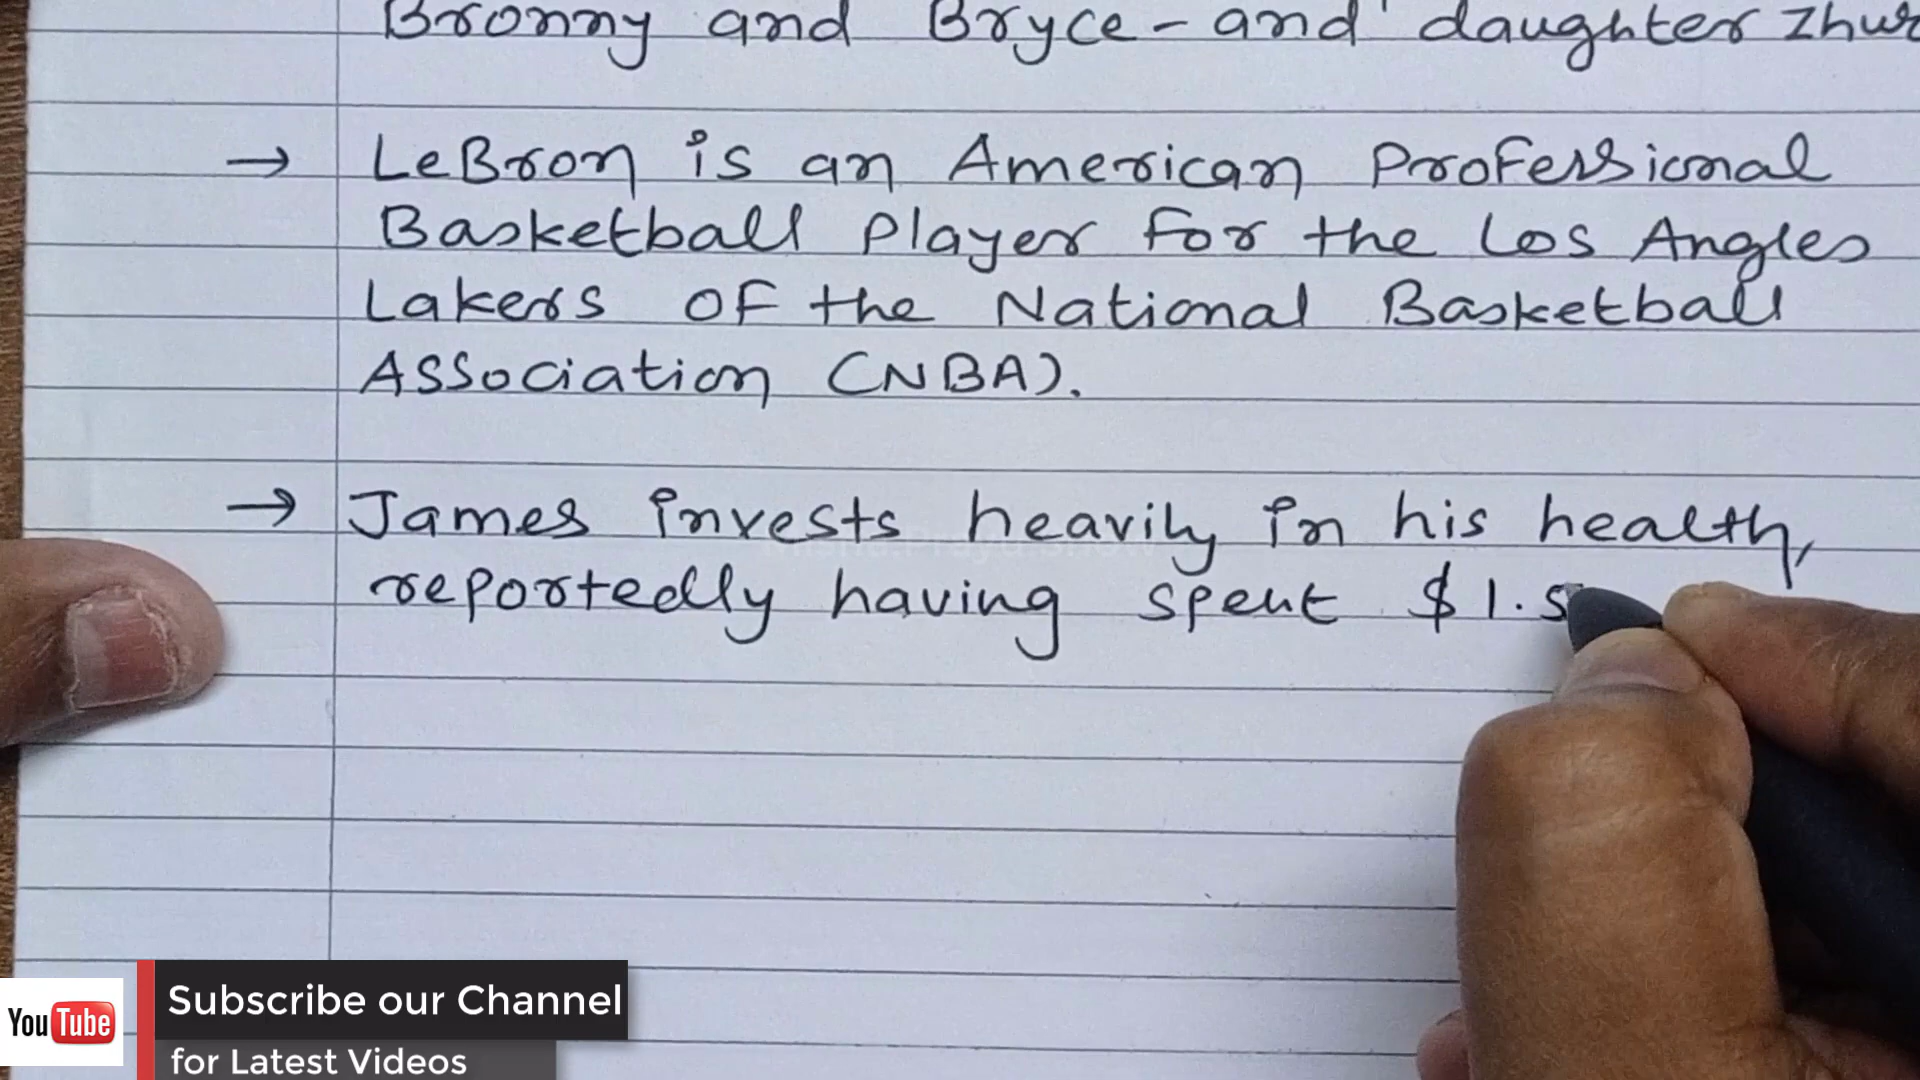 Bronny and Bryce - and daughter Zhur
→ LeBron is an American Professional
Basketball Player For the Los Angles
Lakers OF the National Basketball
Association (NBA).
→ James invests heavily in his health,
reportedly having spent $1.5
YouTube
Subscribe our Channel
for Latest Videos